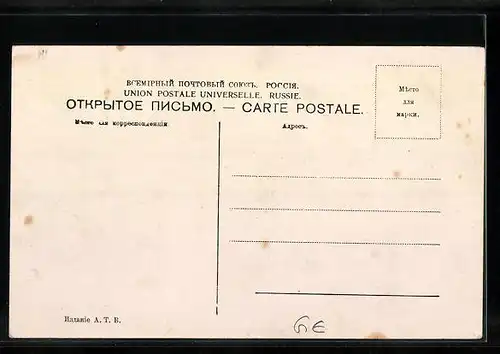 ВСЕМІРНЫЙ ПОЧТОВЫЙ СОЮЗЪ. РОССІЯ.
UNION POSTALE UNIVERSELLE. RUSSIE.
ОТКРЫТОЕ ПИСЬМО. — CARTE POSTALE.
Мѣсто для корреспонденціи
Адресъ.
Мѣсто
для
марки.
Изданіе А. Т. В.
6€